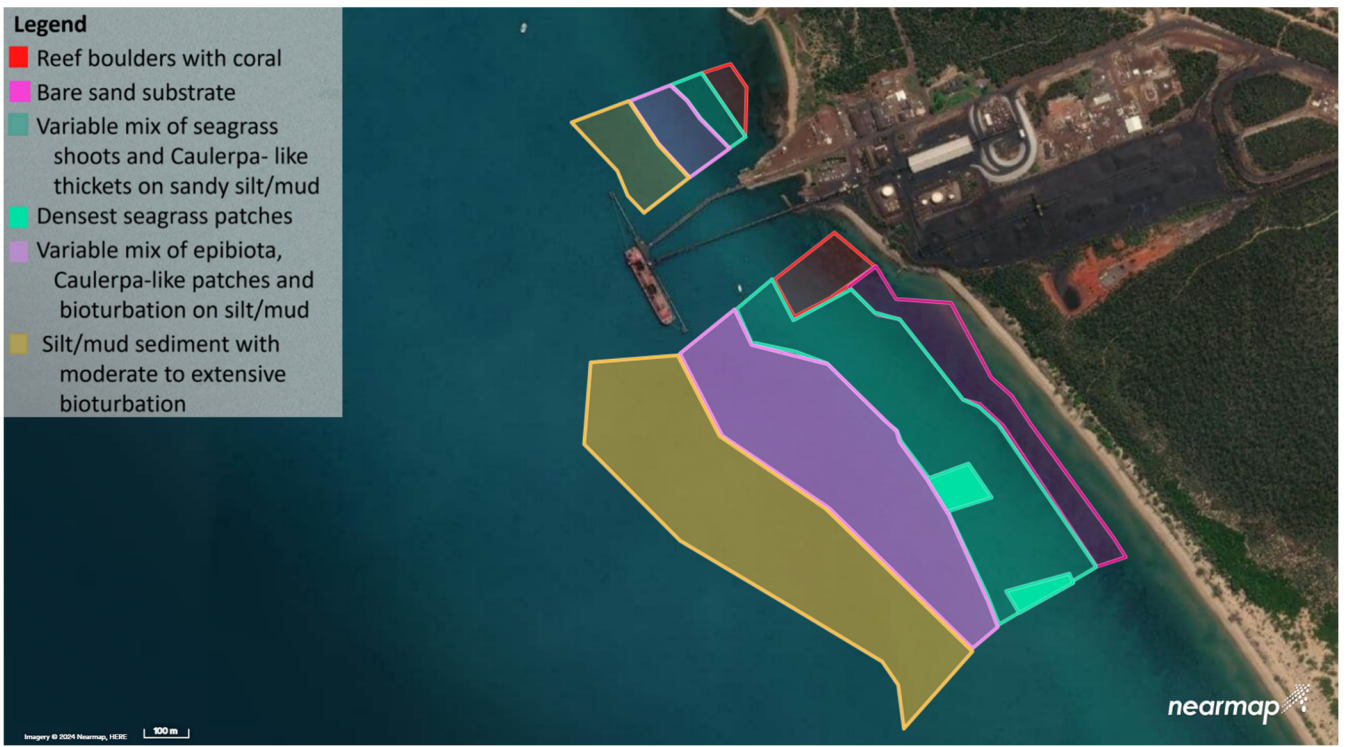 Legend
Reef boulders with coral
Bare sand substrate
Variable mix of seagrass
shoots and Caulerpa- like
thickets on sandy silt/mud
Densest seagrass patches
Variable mix of epibiota,
Caulerpa-like patches and
bioturbation on silt/mud
Silt/mud sediment with
moderate to extensive
bioturbation
nearmap
Imagery © 2024 Nearmap, HERE
100 m